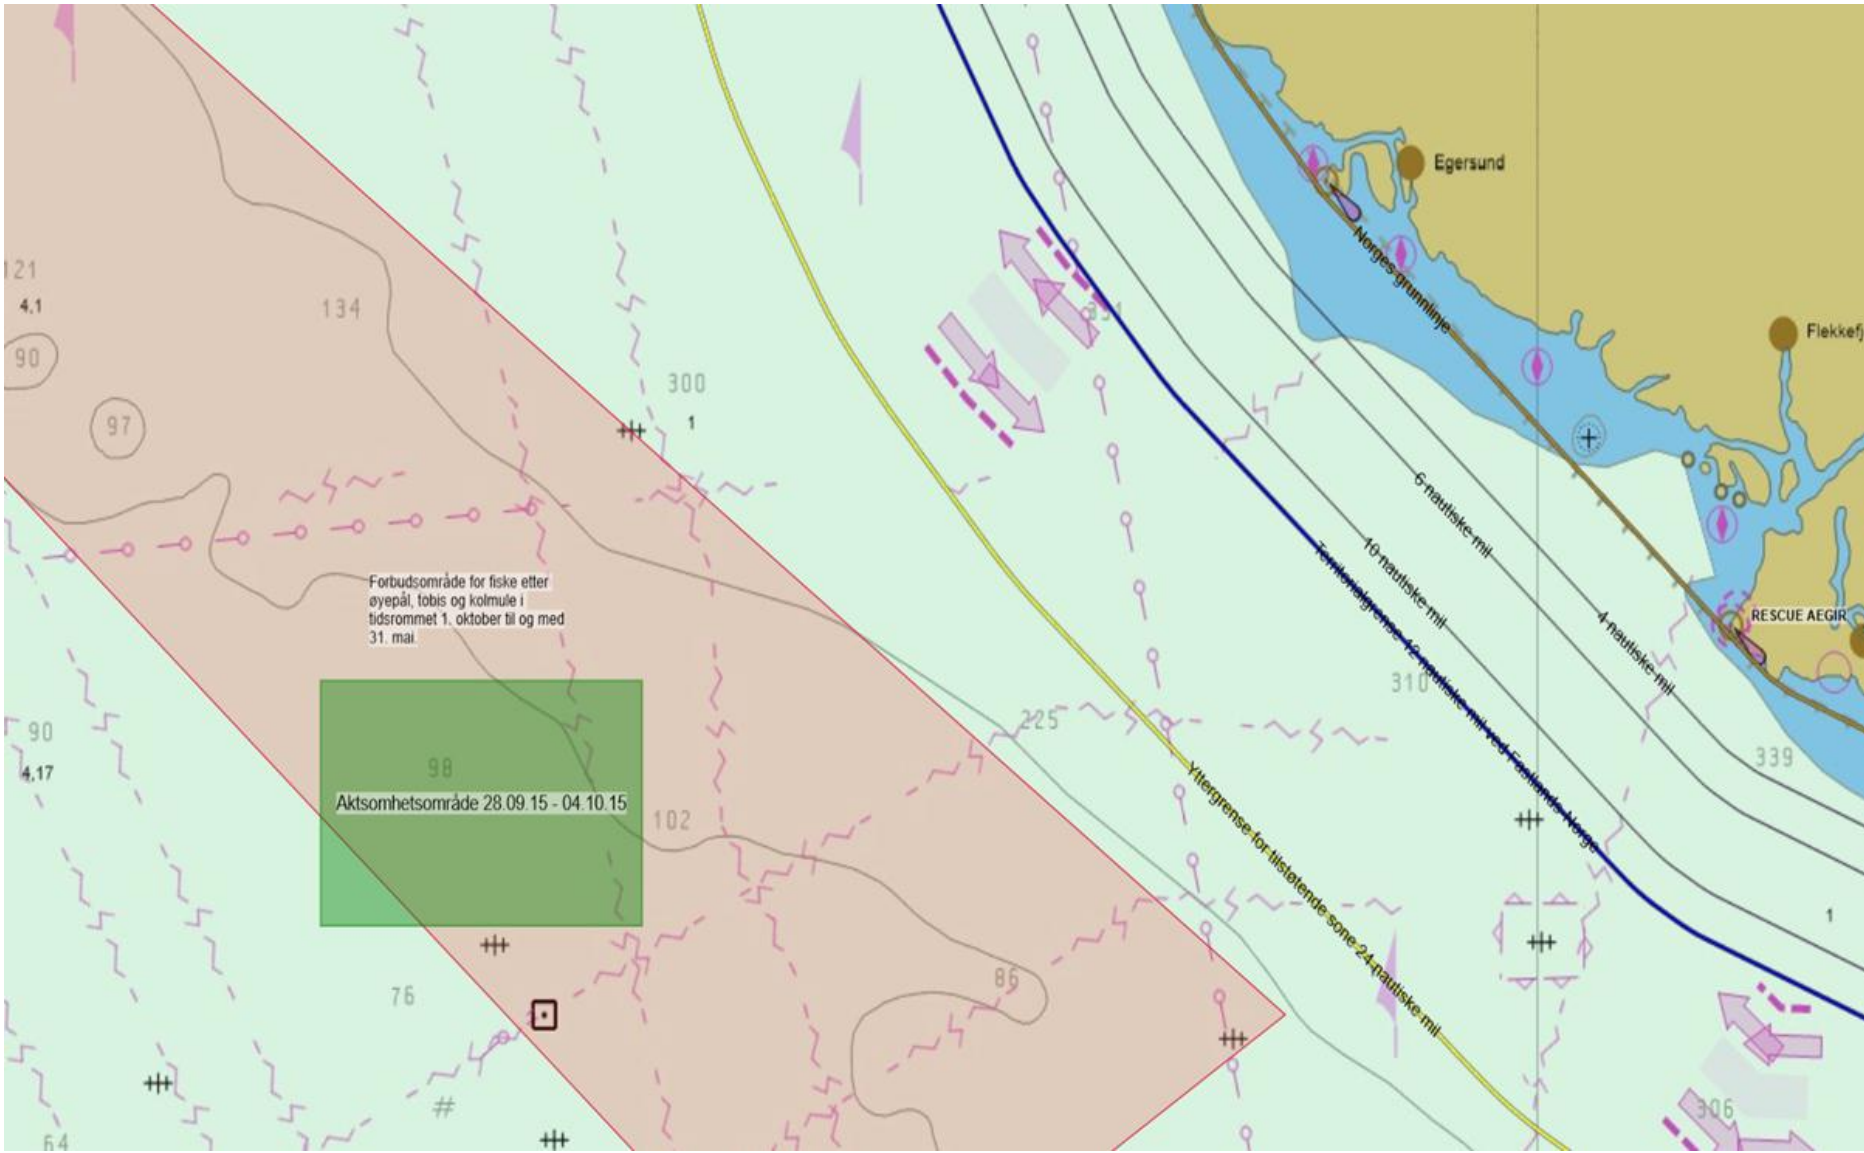 Egersund
Norges grunnlinje
121
4,1
134
331
Flekkefj
90
300
1
97
6 nautiske mil
10 nautiske mil
Territorialgrense 12 nautiske mil ved Fastlands-Norge
Forbudsområde for fiske etter
øyepål, tobis og kolmule i
tidsrommet 1. oktober til og med
31. mai.
4 nautiske mil
RESCUE AEGIR
310
225
90
4,17
98
339
Aktsomhetsområde 28.09.15 - 04.10.15
102
Yttergrense for tilstøtende sone 24 nautiske mil
1
86
76
#
306
64